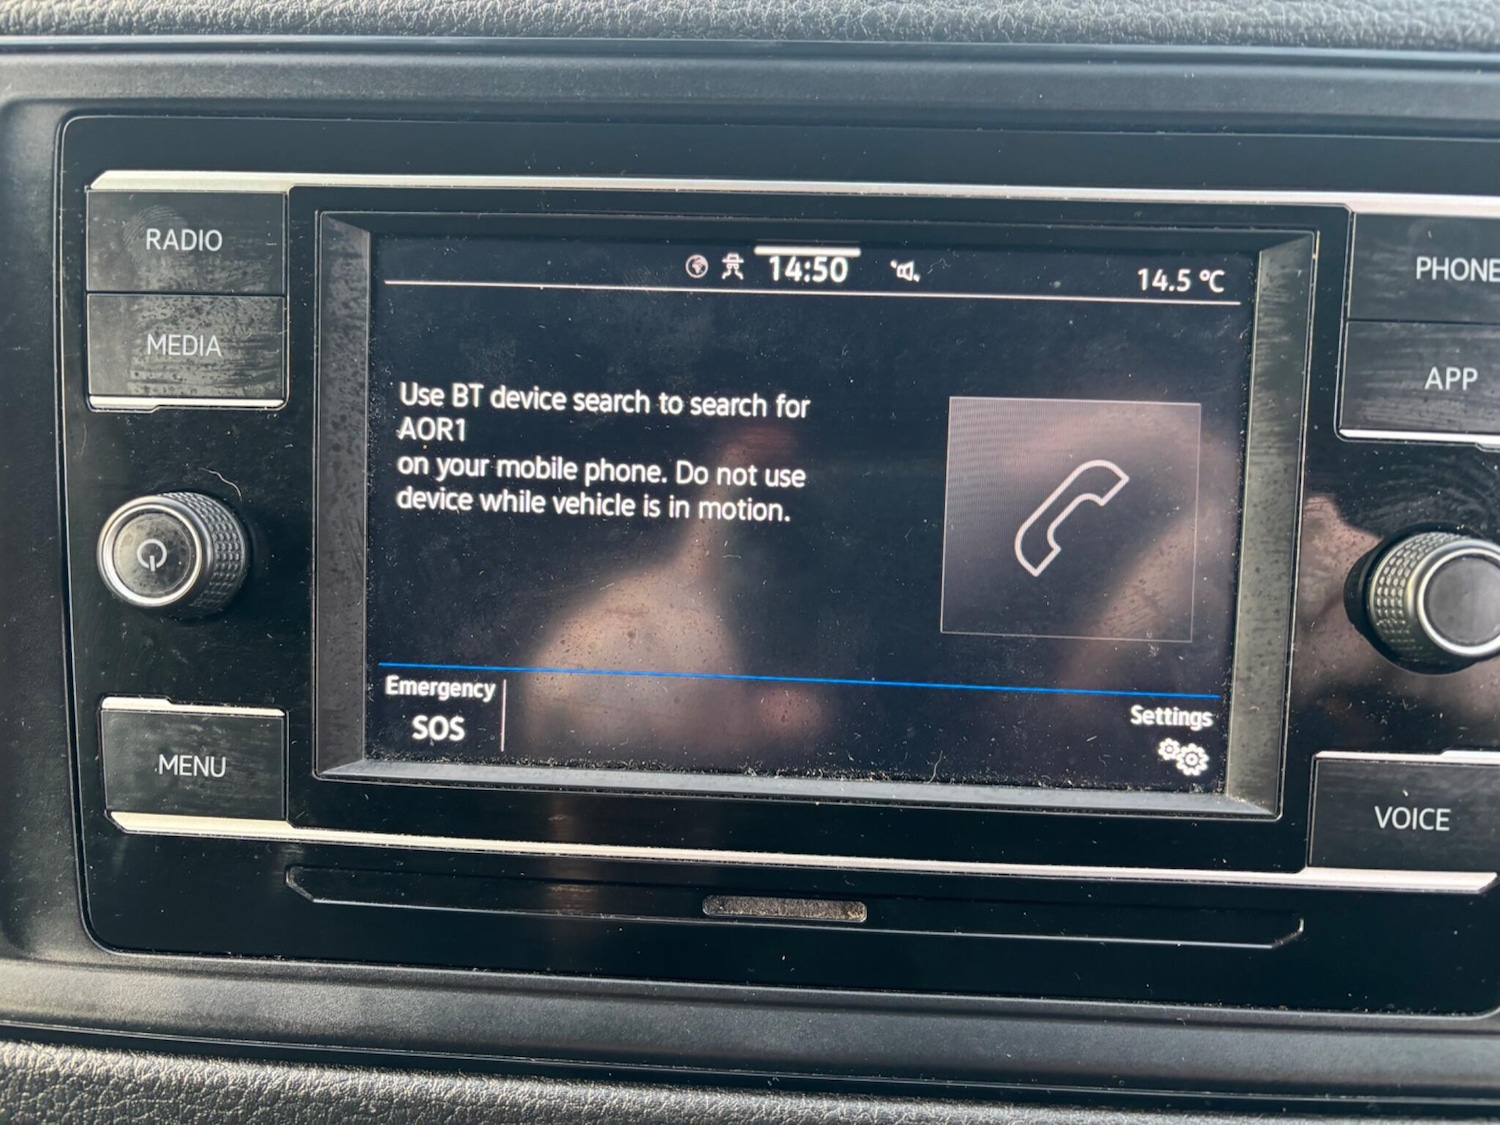 RADIO
MEDIA
MENU
14:50
14.5 °C
Use BT device search to search for
AOR1
on your mobile phone. Do not use
device while vehicle is in motion.
Emergency
SOS
Settings
PHONE
APP
VOICE